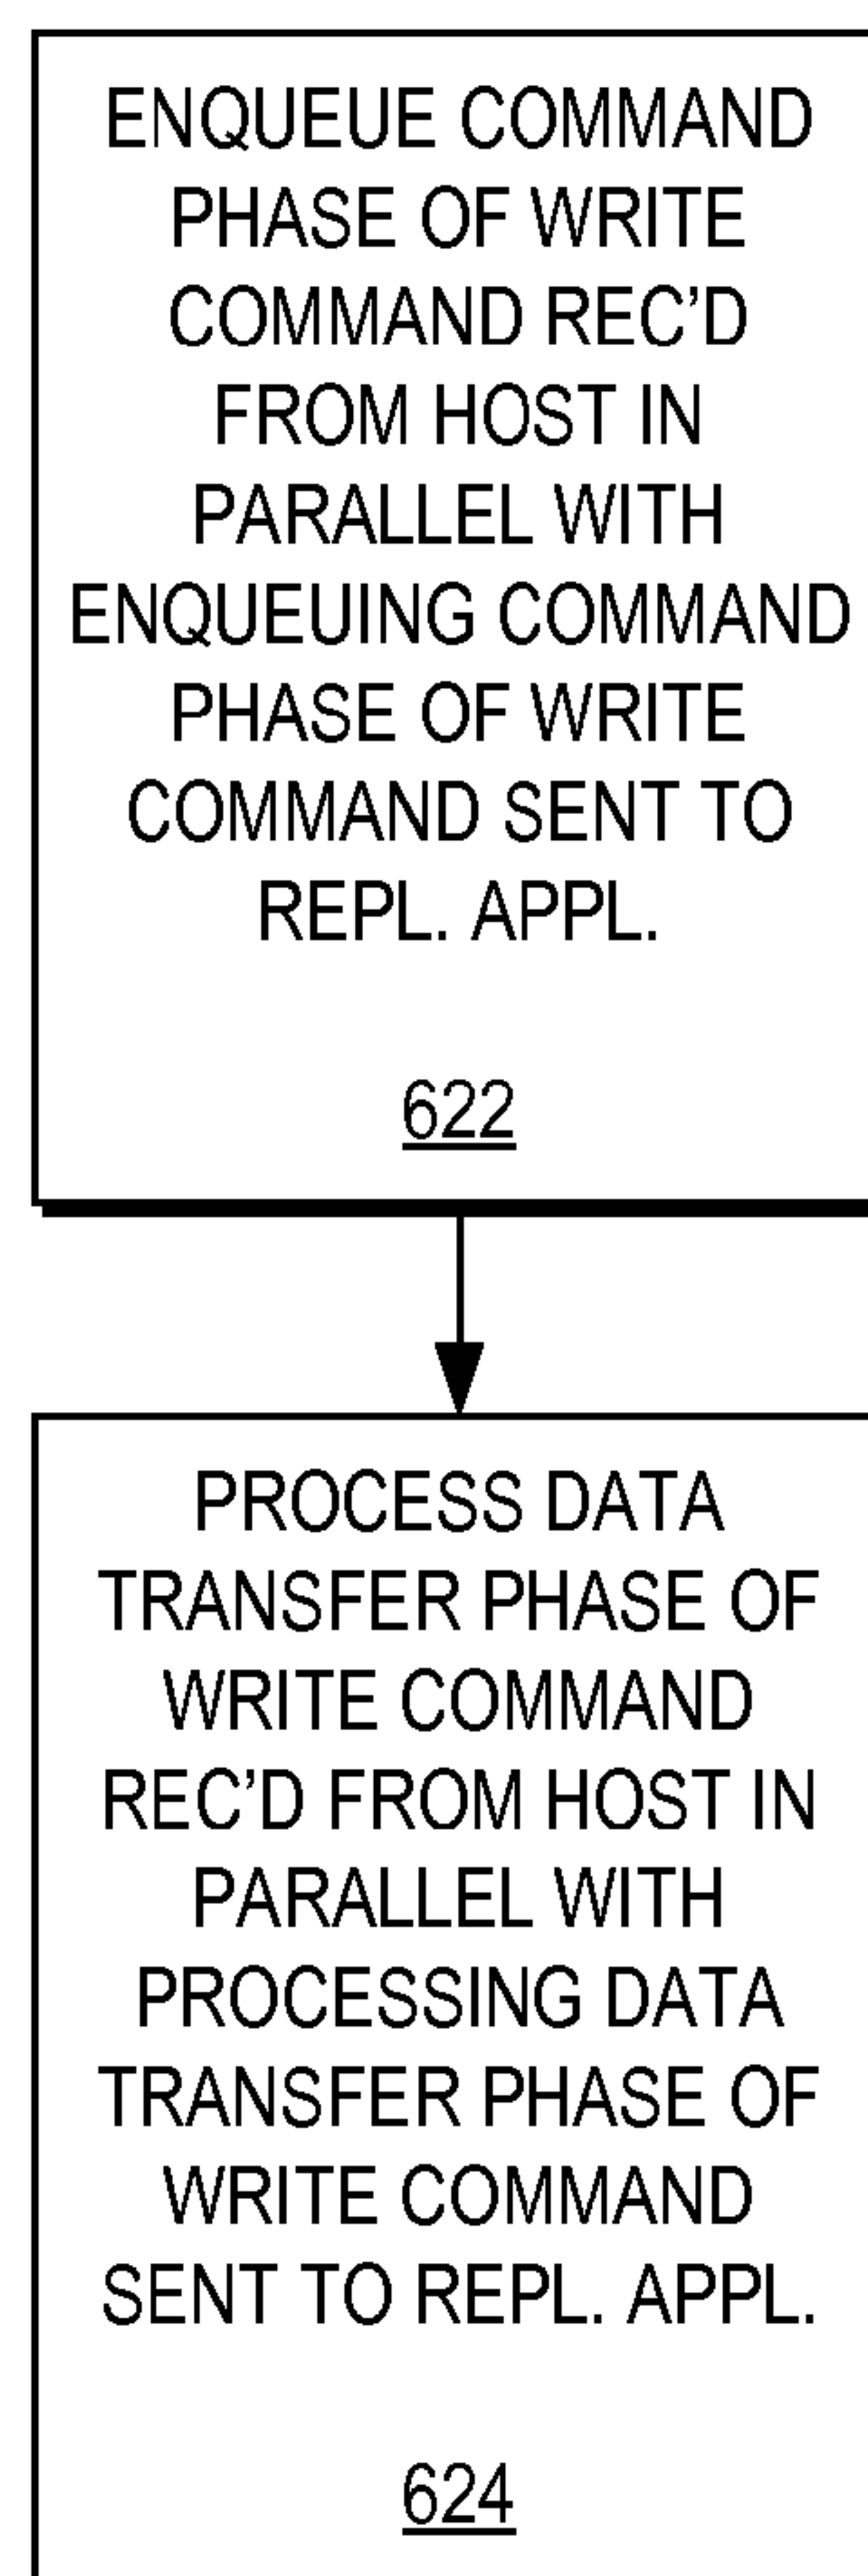 ENQUEUE COMMAND
PHASE OF WRITE
COMMAND REC’D
FROM HOST IN
PARALLEL WITH
ENQUEUING COMMAND
PHASE OF WRITE
COMMAND SENT TO
REPL. APPL.
622
PROCESS DATA
TRANSFER PHASE OF
WRITE COMMAND
REC’D FROM HOST IN
PARALLEL WITH
PROCESSING DATA
TRANSFER PHASE OF
WRITE COMMAND
SENT TO REPL. APPL.
624